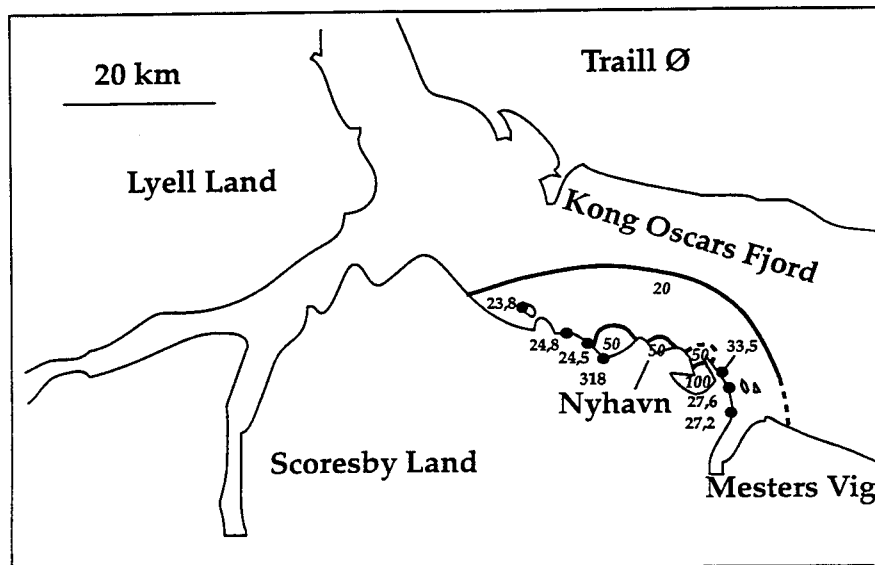 Traill Ø
20 km
Lyell Land
Kong Oscars Fjord
20
23,8
24,8
24,5
318
50
50
50
33,5
100
27,6
27,2
Nyhavn
Scoresby Land
Mesters Vig